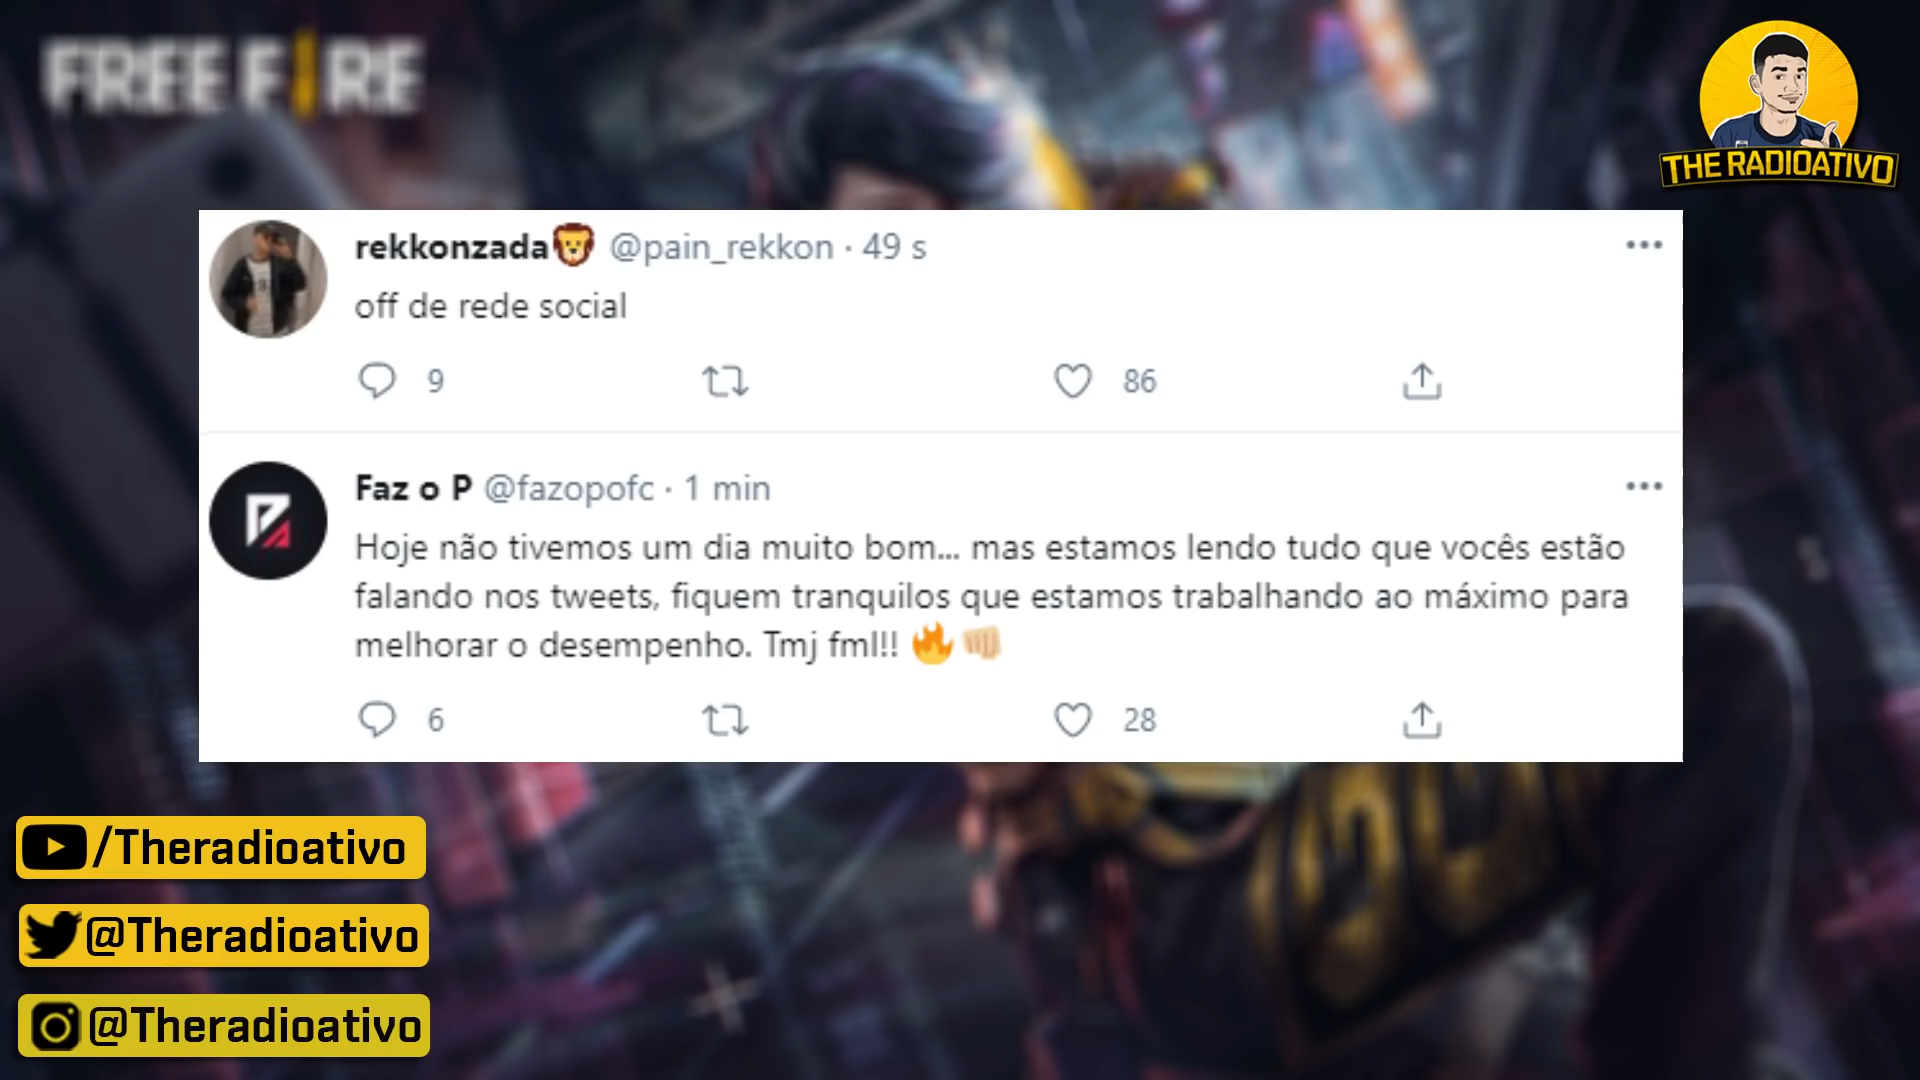 FREE FIRE
THE RADIOATIVO
rekkonzada🦁 @pain_rekkon · 49 s
off de rede social
9 86
Faz o P @fazopofc · 1 min
Hoje não tivemos um dia muito bom... mas estamos lendo tudo que vocês estão
falando nos tweets, fiquem tranquilos que estamos trabalhando ao máximo para
melhorar o desempenho. Tmj fml!! 🔥👊🏼
6 28
/Theradioativo
@Theradioativo
@Theradioativo